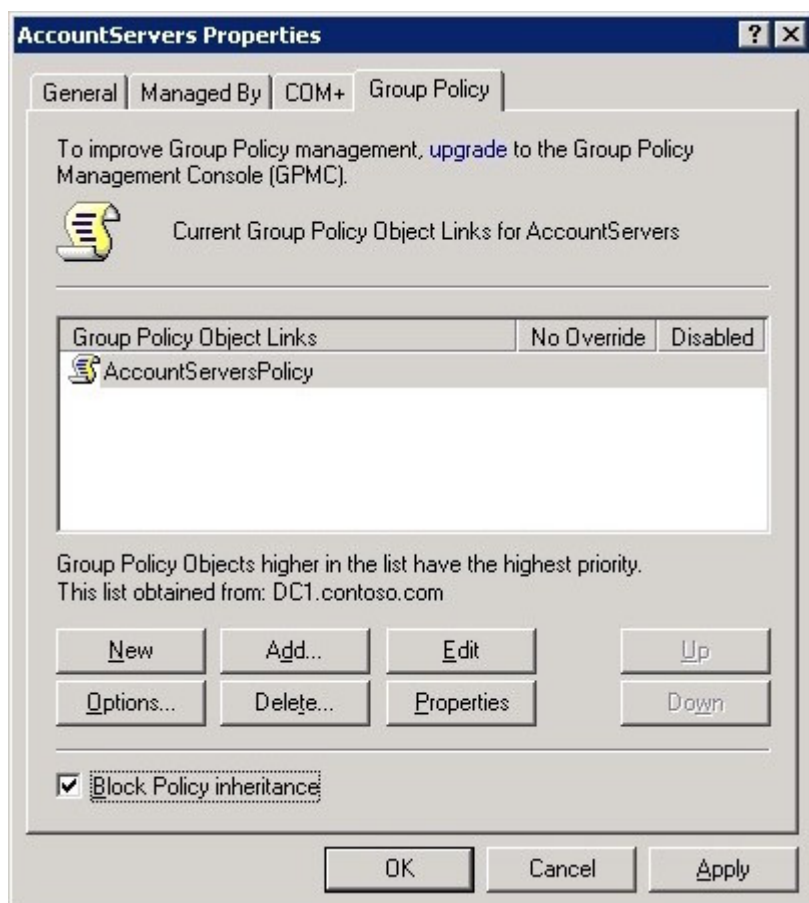 AccountServers Properties
General Managed By COM+ Group Policy
To improve Group Policy management, upgrade to the Group Policy
Management Console (GPMC).
Current Group Policy Object Links for AccountServers
Group Policy Object Links No Override Disabled
AccountServersPolicy
Group Policy Objects higher in the list have the highest priority.
This list obtained from: DC1.contoso.com
New Add... Edit Up
Options... Delete... Properties Down
Block Policy inheritance
OK Cancel Apply